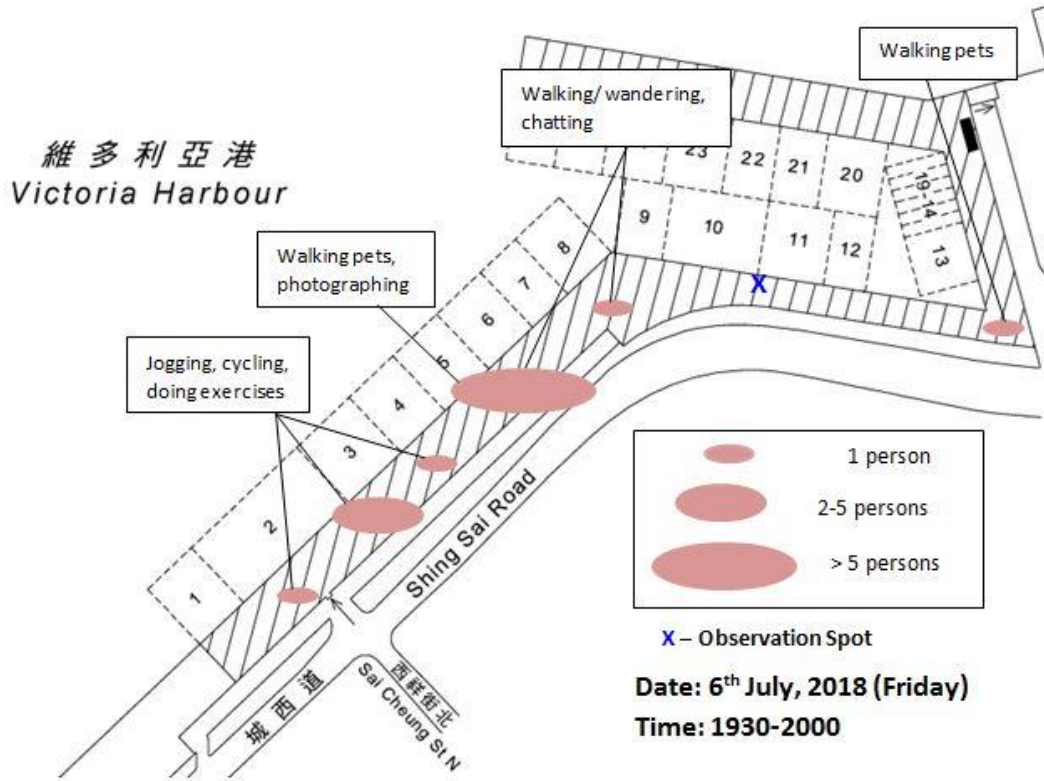 Walking pets
Walking/ wandering,
chatting
維多利亞港
Victoria Harbour
Walking pets,
photographing
Jogging, cycling,
doing exercises
23
22
21
20
19-14
9
10
11
12
13
8
7
6
5
4
3
2
1
X
Shing Sai Road
城西道
西祥街北
Sai Cheung St N
1 person
2-5 persons
> 5 persons
X – Observation Spot
Date: 6th July, 2018 (Friday)
Time: 1930-2000